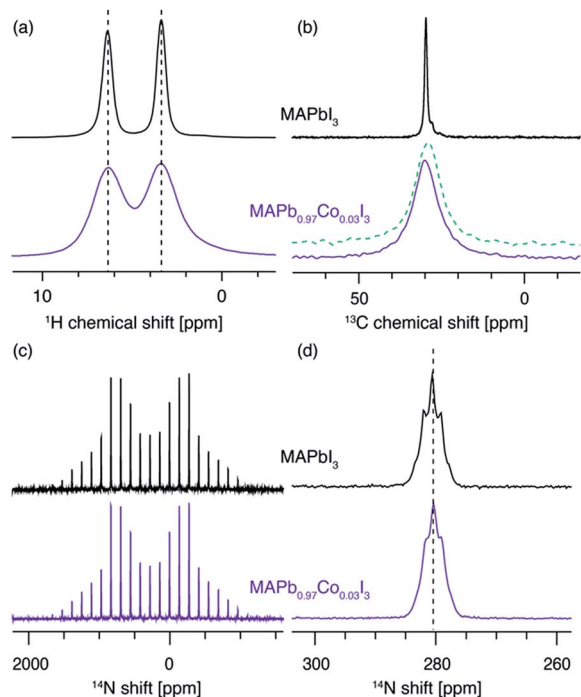 (a)
(b)
MAPbI₃
MAPb₀.₉₇Co₀.₀₃I₃
10 5 0
¹H chemical shift [ppm]
50 0
¹³C chemical shift [ppm]
(c)
(d)
MAPbI₃
MAPb₀.₉₇Co₀.₀₃I₃
2000 0
¹⁴N shift [ppm]
300 280 260
¹⁴N shift [ppm]